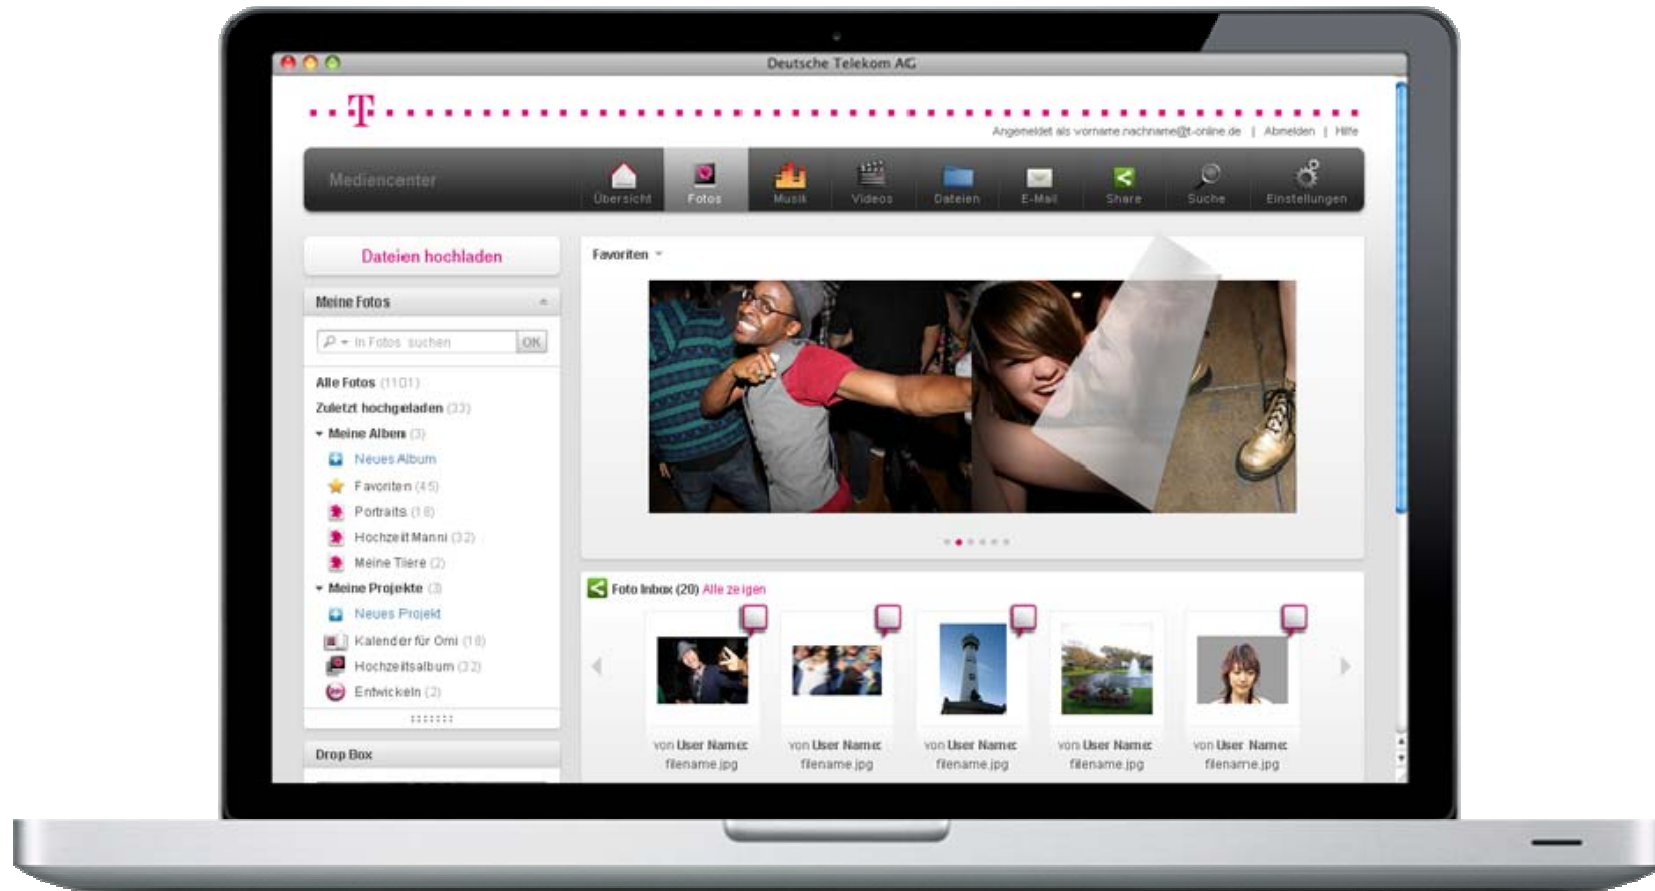 Deutsche Telekom AG
T
Angemeldet als vorname.nachname@t-online.de | Abmelden | Hilfe
Mediencenter
Übersicht
Fotos
Musik
Videos
Dateien
E-Mail
Share
Suche
Einstellungen
Dateien hochladen
Meine Fotos
In Fotos suchen
OK
Alle Fotos (1101)
Zuletzt hochgeladen (33)
Meine Alben (3)
Neues Album
Favoriten (45)
Portraits (18)
Hochzeit Manni (32)
Meine Tiere (2)
Meine Projekte (3)
Neues Projekt
Kalender für Omi (18)
Hochzeitsalbum (32)
Entwickeln (2)
Drop Box
Favoriten
Foto Inbox (20) Alle zeigen
von User Name:
filename.jpg
von User Name:
filename.jpg
von User Name:
filename.jpg
von User Name:
filename.jpg
von User Name:
filename.jpg